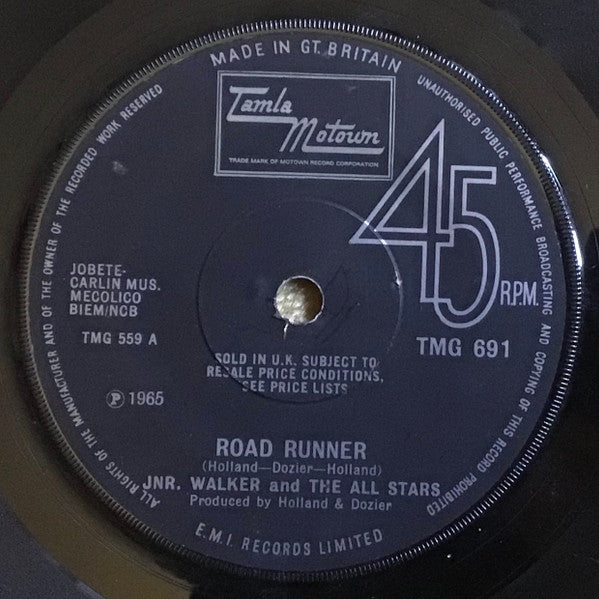 MADE IN GT. BRITAIN
UNAUTHORISED PUBLIC PERFORMANCE BROADCASTING AND COPYING OF THIS RECORD PROHIBITED
ALL RIGHTS OF THE MANUFACTURER AND OF THE OWNER OF THE RECORDED WORK RESERVED
Tamla
Motown
TRADE MARK OF MOTOWN RECORD CORPORATION
45
R.P.M.
JOBETE-
CARLIN MUS.
MECOLICO
BIEM/NCB
TMG 559 A
TMG 691
SOLD IN U.K. SUBJECT TO
RESALE PRICE CONDITIONS,
SEE PRICE LISTS
Ⓟ 1965
ROAD RUNNER
(Holland—Dozier—Holland)
JNR. WALKER and THE ALL STARS
Produced by Holland & Dozier
E.M.I. RECORDS LIMITED